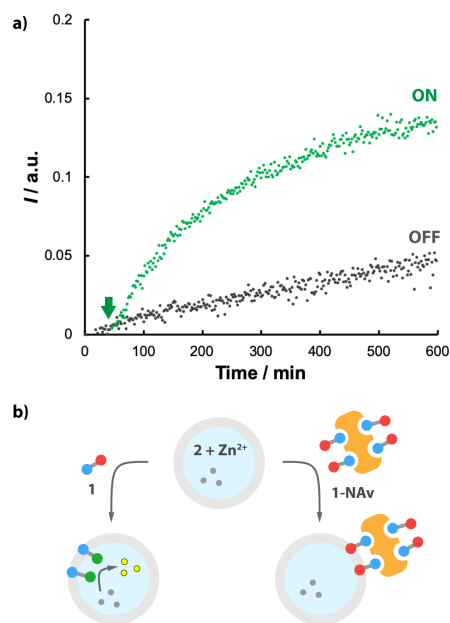 a)
0.2
0.15
0.1
0.05
0
I / a.u.
ON
OFF
0 100 200 300 400 500 600
Time / min
b)
2 + Zn²⁺
1
1-NAv